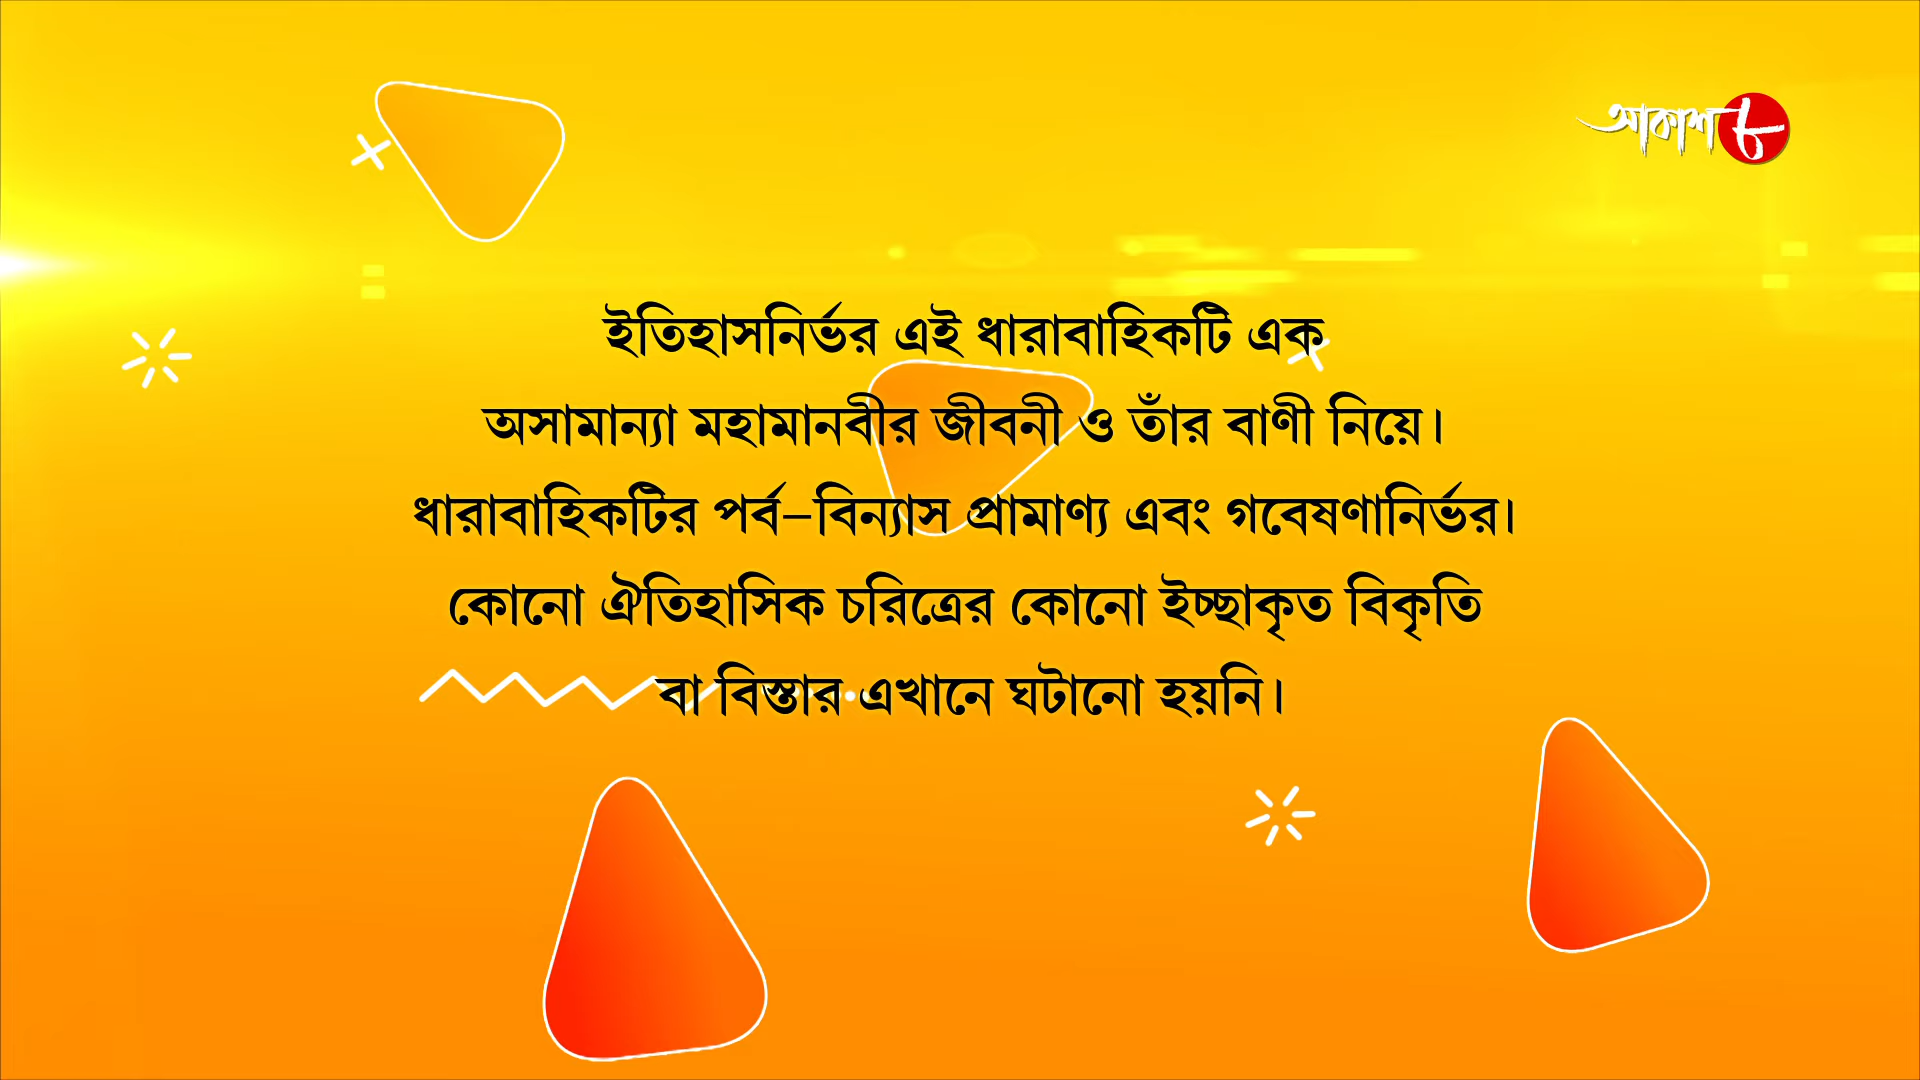 আকাশ ৮
ইতিহাসনির্ভর এই ধারাবাহিকটি এক
অসামান্যা মহামানবীর জীবনী ও তাঁর বাণী নিয়ে।
ধারাবাহিকটির পর্ব–বিন্যাস প্রামাণ্য এবং গবেষণানির্ভর।
কোনো ঐতিহাসিক চরিত্রের কোনো ইচ্ছাকৃত বিকৃতি
বা বিস্তার এখানে ঘটানো হয়নি।